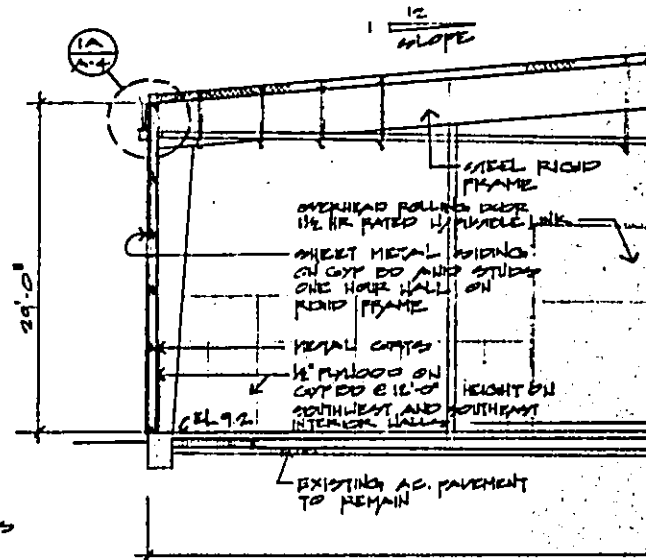 12
1
SLOPE
1A
A-4
STEEL RIGID
FRAME
OVERHEAD ROLLING DOOR
1½ HR RATED W/ FUSIBLE LINK
SHEET METAL SIDING
ON GYP BD AND STUDS
ONE HOUR WALL ON
RIGID FRAME
29'-0"
METAL GIRTS
½" PLYWOOD ON
GYP BD @ 12'-0" HEIGHT ON
SOUTHWEST AND SOUTHEAST
INTERIOR WALLS
EL 9.2
EXISTING A.C. PAVEMENT
TO REMAIN